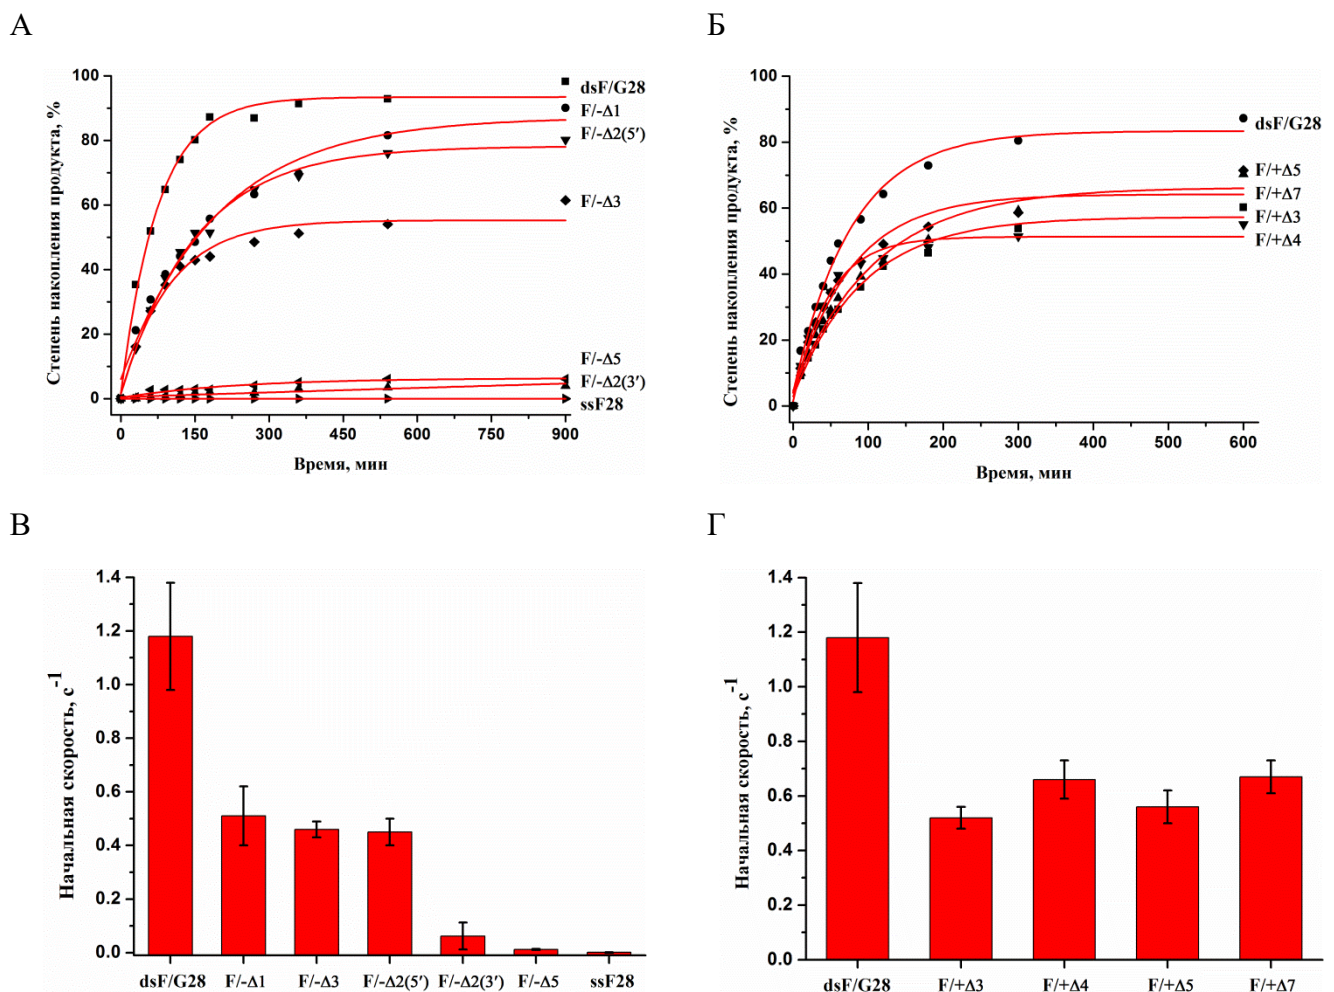 А
Степень накопления продукта, %
100
80
60
40
20
0
0
150
300
450
600
750
900
Время, мин
dsF/G28
F/-Δ1
F/-Δ2(5′)
F/-Δ3
F/-Δ5
F/-Δ2(3′)
ssF28
Б
Степень накопления продукта, %
100
80
60
40
20
0
0
100
200
300
400
500
600
Время, мин
dsF/G28
F/+Δ5
F/+Δ7
F/+Δ3
F/+Δ4
В
Начальная скорость, с⁻¹
1.4
1.2
1.0
0.8
0.6
0.4
0.2
0.0
dsF/G28
F/-Δ1
F/-Δ3
F/-Δ2(5′)
F/-Δ2(3′)
F/-Δ5
ssF28
Г
Начальная скорость, с⁻¹
1.4
1.2
1.0
0.8
0.6
0.4
0.2
0.0
dsF/G28
F/+Δ3
F/+Δ4
F/+Δ5
F/+Δ7